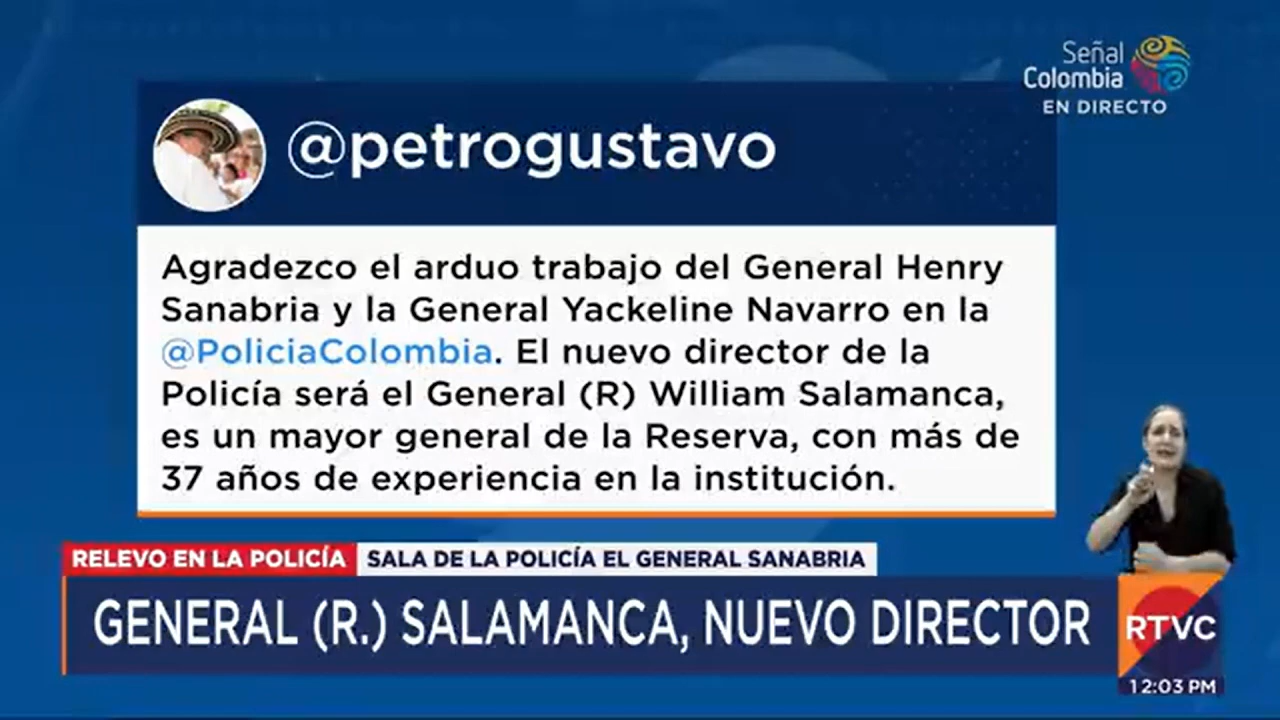 Señal
Colombia
EN DIRECTO
@petrogustavo
Agradezco el arduo trabajo del General Henry
Sanabria y la General Yackeline Navarro en la
@PoliciaColombia. El nuevo director de la
Policía será el General (R) William Salamanca,
es un mayor general de la Reserva, con más de
37 años de experiencia en la institución.
RELEVO EN LA POLICÍA SALA DE LA POLICÍA EL GENERAL SANABRIA
GENERAL (R.) SALAMANCA, NUEVO DIRECTOR
RTVC
12:03 PM